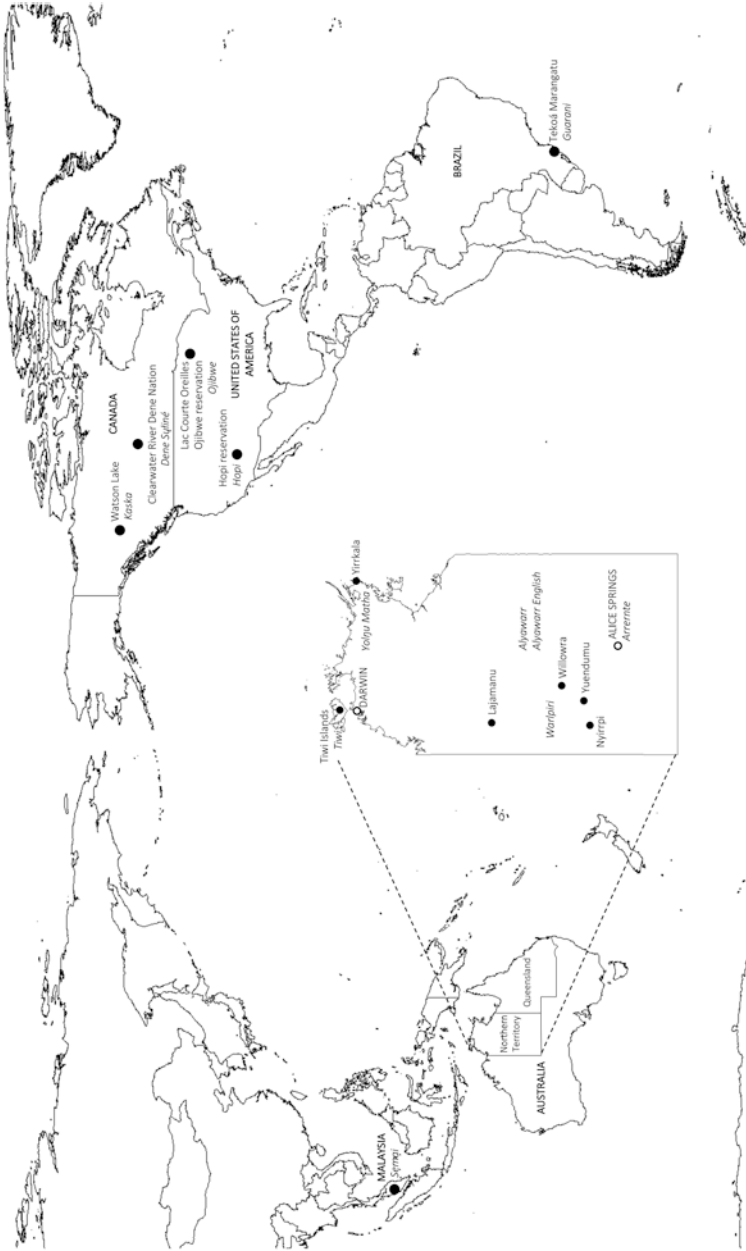 CANADA
Watson Lake
Kaska
Clearwater River Dene Nation
Dene Sųłiné
Lac Courte Oreilles
Ojibwe reservation
Ojibwe
UNITED STATES OF
AMERICA
Hopi reservation
Hopi
BRAZIL
Tekoá Marangatu
Guarani
MALAYSIA
Semai
AUSTRALIA
Northern
Territory
Queensland
Tiwi Islands
Tiwi
DARWIN
Yolŋu Matha
Yirrkala
Lajamanu
Alyawarr
Alyawarr English
Warlpiri
Willowra
Yuendumu
Nyirrpi
ALICE SPRINGS
Arrernte